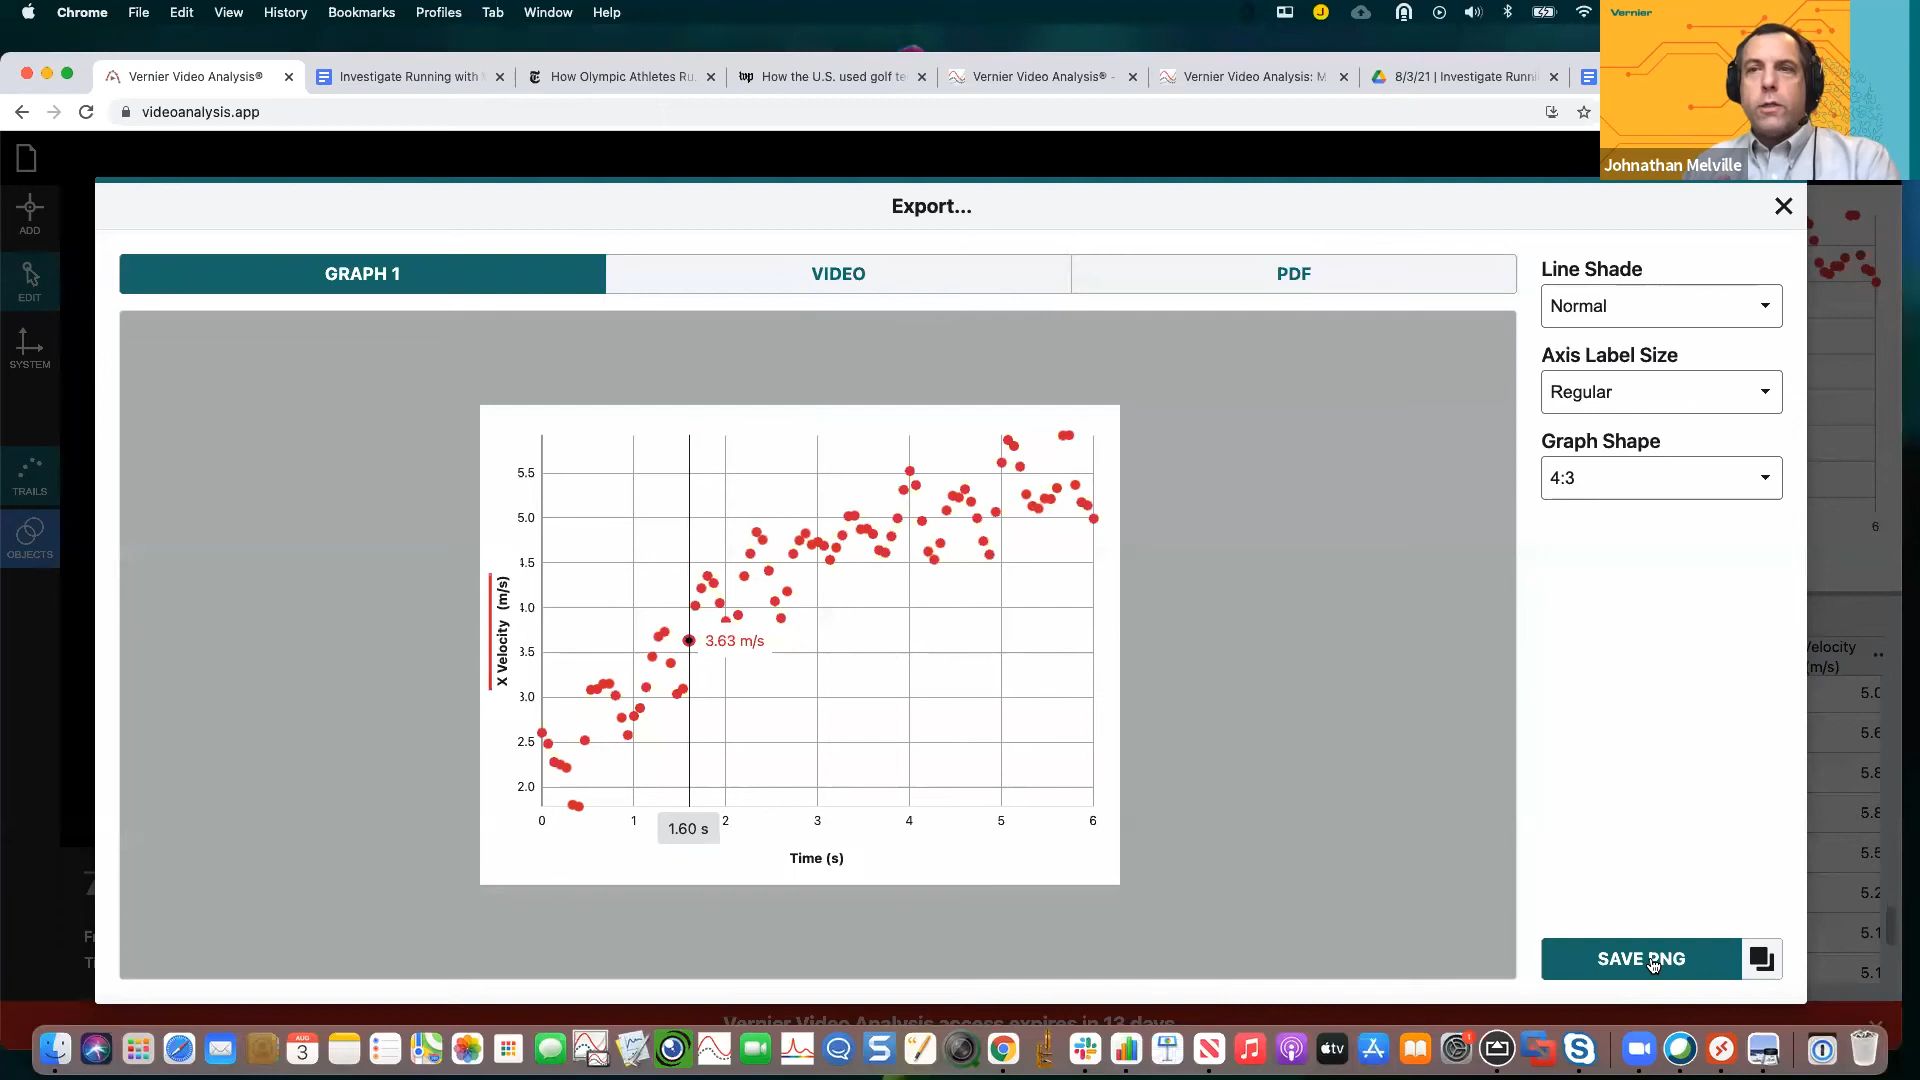 Chrome File Edit View History Bookmarks Profiles Tab Window Help
J
Vernier
Vernier Video Analysis®
Investigate Running with
How Olympic Athletes Ru
wp How the U.S. used golf te
Vernier Video Analysis® -
Vernier Video Analysis: M
8/3/21 | Investigate Runni
videoanalysis.app
Johnathan Melville
ADD
EDIT
SYSTEM
TRAILS
OBJECTS
Export...
GRAPH 1
VIDEO
PDF
Line Shade
Normal
Axis Label Size
Regular
Graph Shape
4:3
5.5
5.0
4.5
4.0
3.5
3.0
2.5
2.0
X Velocity (m/s)
3.63 m/s
0 1 2 3 4 5 6
1.60 s
Time (s)
6
Velocity
(m/s)
5.0
5.6
5.8
5.8
5.5
5.2
5.1
5.1
SAVE PNG
Vernier Video Analysis access expires in 13 days
AUG
3
tv